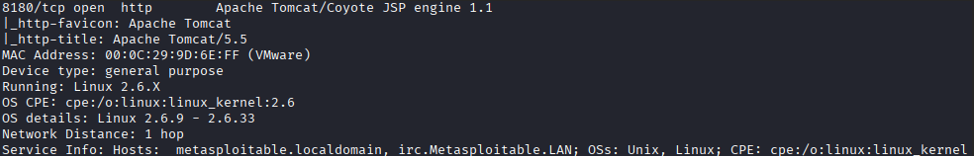 8180/tcp open  http        Apache Tomcat/Coyote JSP engine 1.1
|_http-favicon: Apache Tomcat
|_http-title: Apache Tomcat/5.5
MAC Address: 00:0C:29:9D:6E:FF (VMware)
Device type: general purpose
Running: Linux 2.6.X
OS CPE: cpe:/o:linux:linux_kernel:2.6
OS details: Linux 2.6.9 - 2.6.33
Network Distance: 1 hop
Service Info: Hosts:  metasploitable.localdomain, irc.Metasploitable.LAN; OSs: Unix, Linux; CPE: cpe:/o:linux:linux_kernel